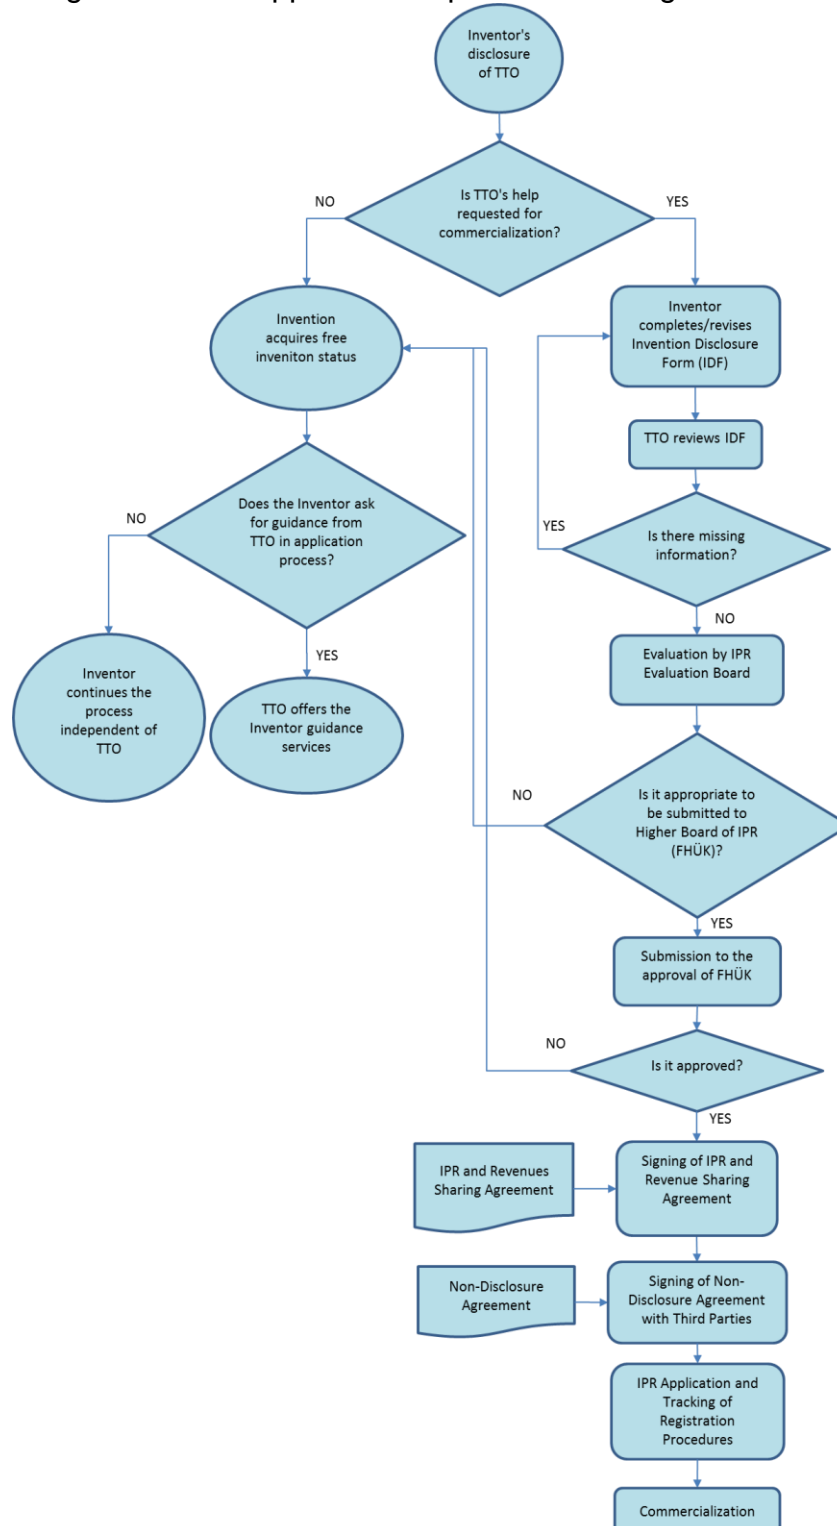 Inventor's
disclosure
of TTO
Is TTO's help
requested for
commercialization?
NO
YES
Invention
acquires free
inveniton status
Inventor
completes/revises
Invention Disclosure
Form (IDF)
TTO reviews IDF
Does the Inventor ask
for guidance from
TTO in application
process?
NO
YES
Is there missing
information?
YES
NO
Inventor
continues the
process
independent of
TTO
TTO offers the
Inventor guidance
services
Evaluation by IPR
Evaluation Board
Is it appropriate to
be submitted to
Higher Board of IPR
(FHÜK)?
NO
YES
Submission to the
approval of FHÜK
Is it approved?
NO
YES
IPR and Revenues
Sharing Agreement
Signing of IPR and
Revenue Sharing
Agreement
Non-Disclosure
Agreement
Signing of Non-
Disclosure Agreement
with Third Parties
IPR Application and
Tracking of
Registration
Procedures
Commercialization